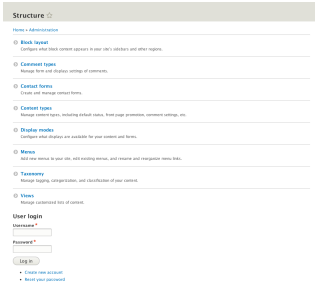 Structure
Home » Administration
Block layout
Configure what block content appears in your site's sidebars and other regions.
Comment types
Manage form and displays settings of comments.
Contact forms
Create and manage contact forms.
Content types
Manage content types, including default status, front page promotion, comment settings, etc.
Display modes
Configure what displays are available for your content and forms.
Menus
Add new menus to your site, edit existing menus, and rename and reorganize menu links.
Taxonomy
Manage tagging, categorization, and classification of your content.
Views
Manage customized lists of content.
User login
Username *
Password *
Log in
Create new account
Reset your password